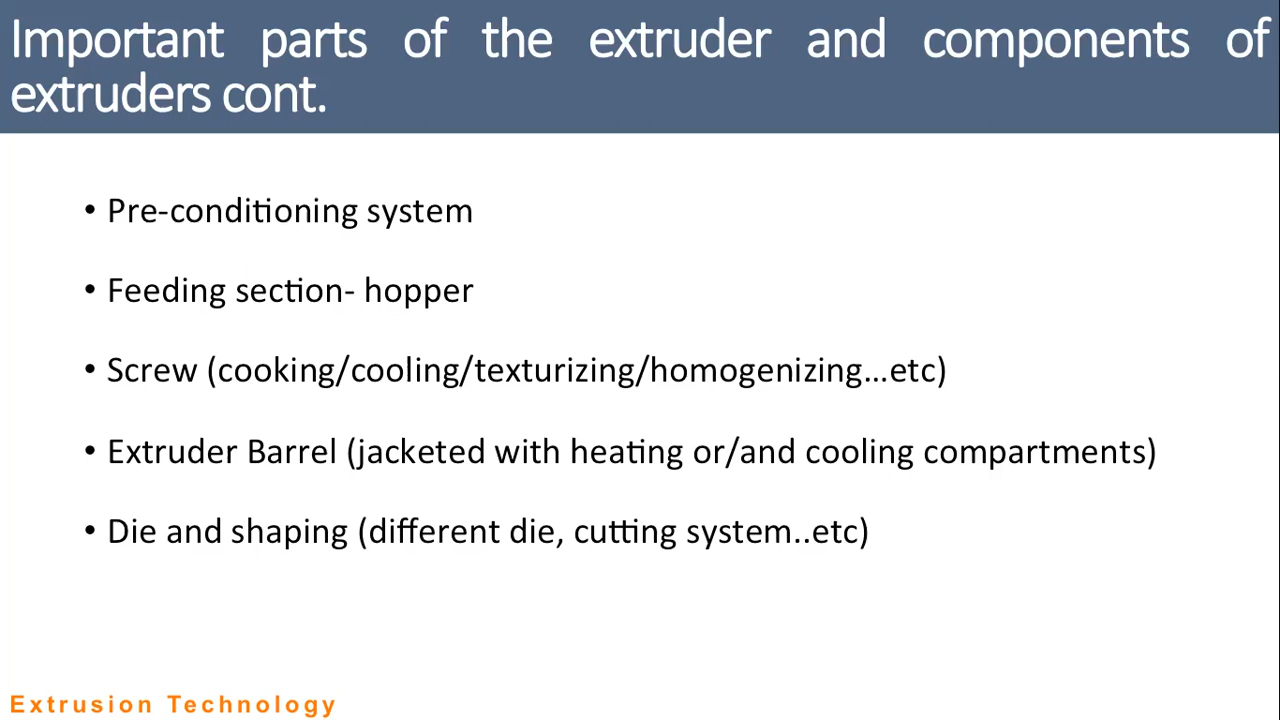 Important parts of the extruder and components of
extruders cont.
• Pre-conditioning system
• Feeding section- hopper
• Screw (cooking/cooling/texturizing/homogenizing...etc)
• Extruder Barrel (jacketed with heating or/and cooling compartments)
• Die and shaping (different die, cutting system..etc)
Extrusion Technology